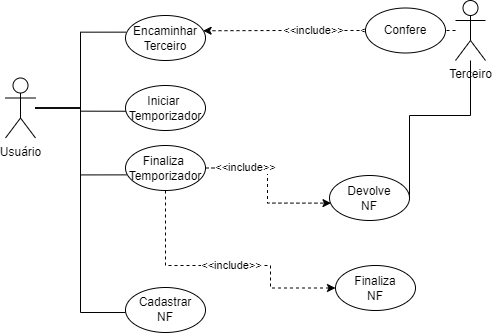 Encaminhar
Terceiro
<<include>>
Confere
Terceiro
Iniciar
Temporizador
Usuário
Finaliza
Temporizador
<<include>>
Devolve
NF
<<include>>
Finaliza
NF
Cadastrar
NF